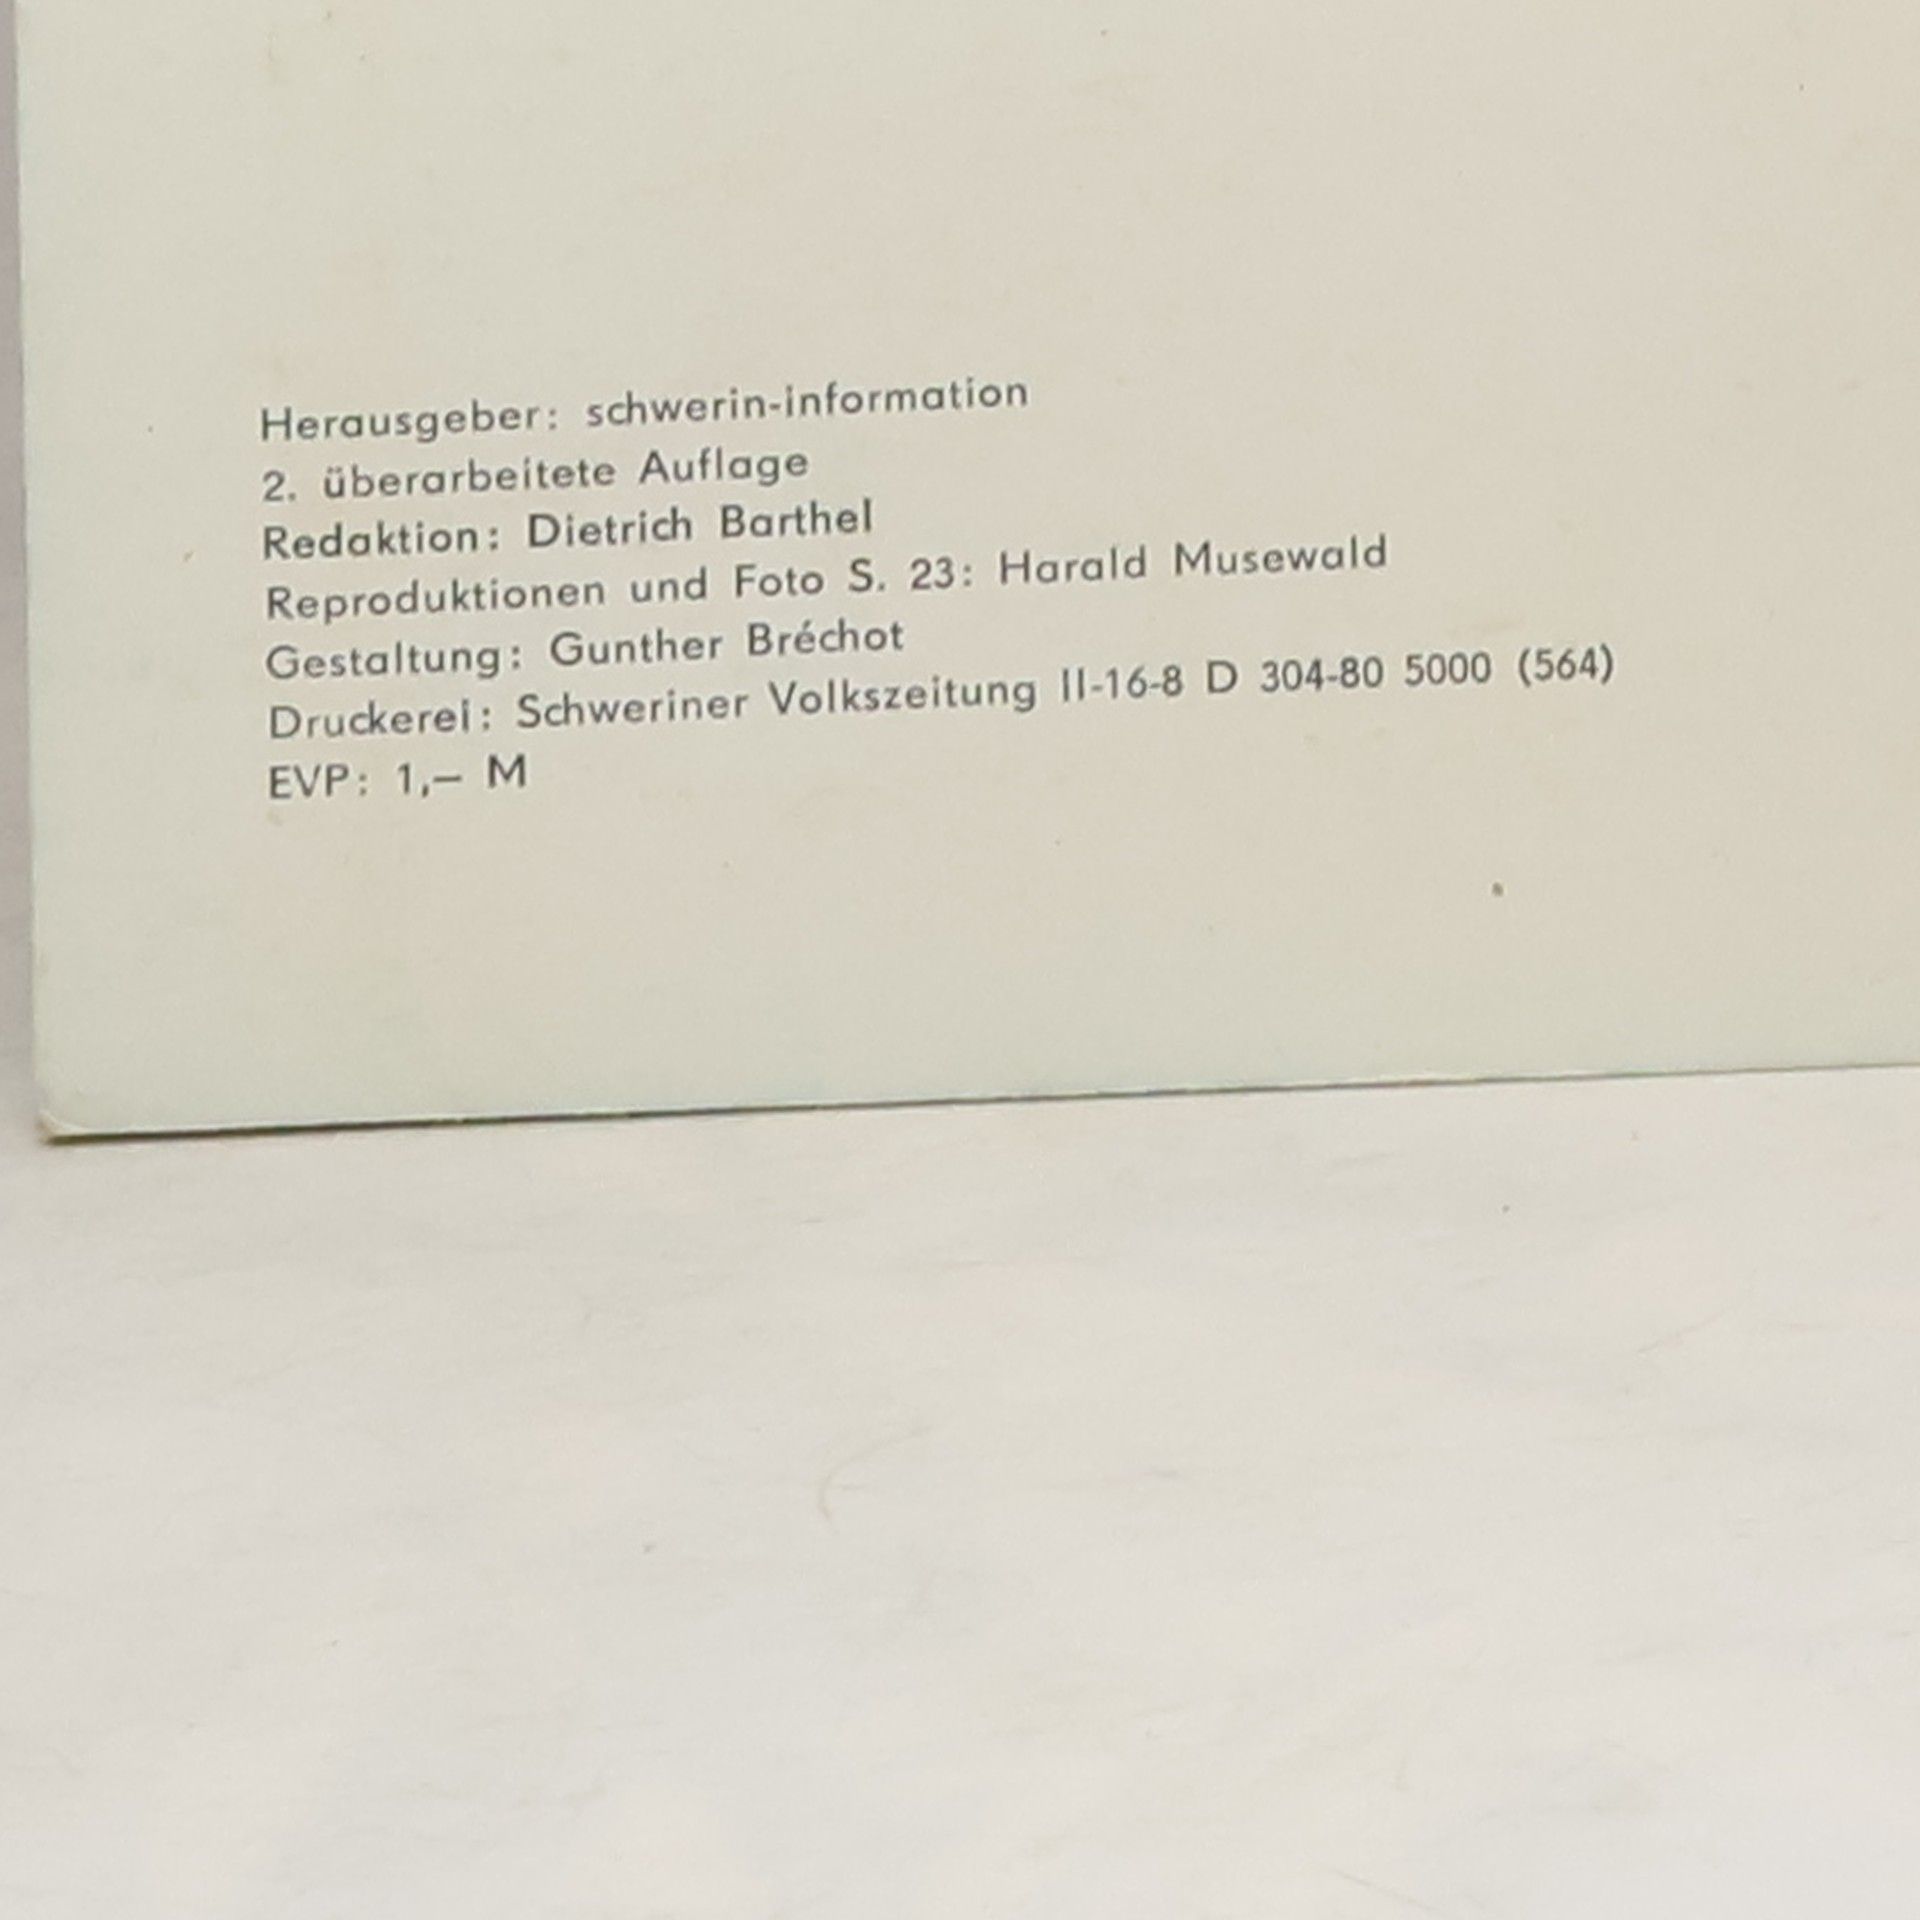 Herausgeber: schwerin-information
2. überarbeitete Auflage
Redaktion: Dietrich Barthel
Reproduktionen und Foto S. 23: Harald Musewald
Gestaltung: Gunther Bréchot
Druckerei: Schweriner Volkszeitung II-16-8 D 304-80 5000 (564)
EVP: 1,– M